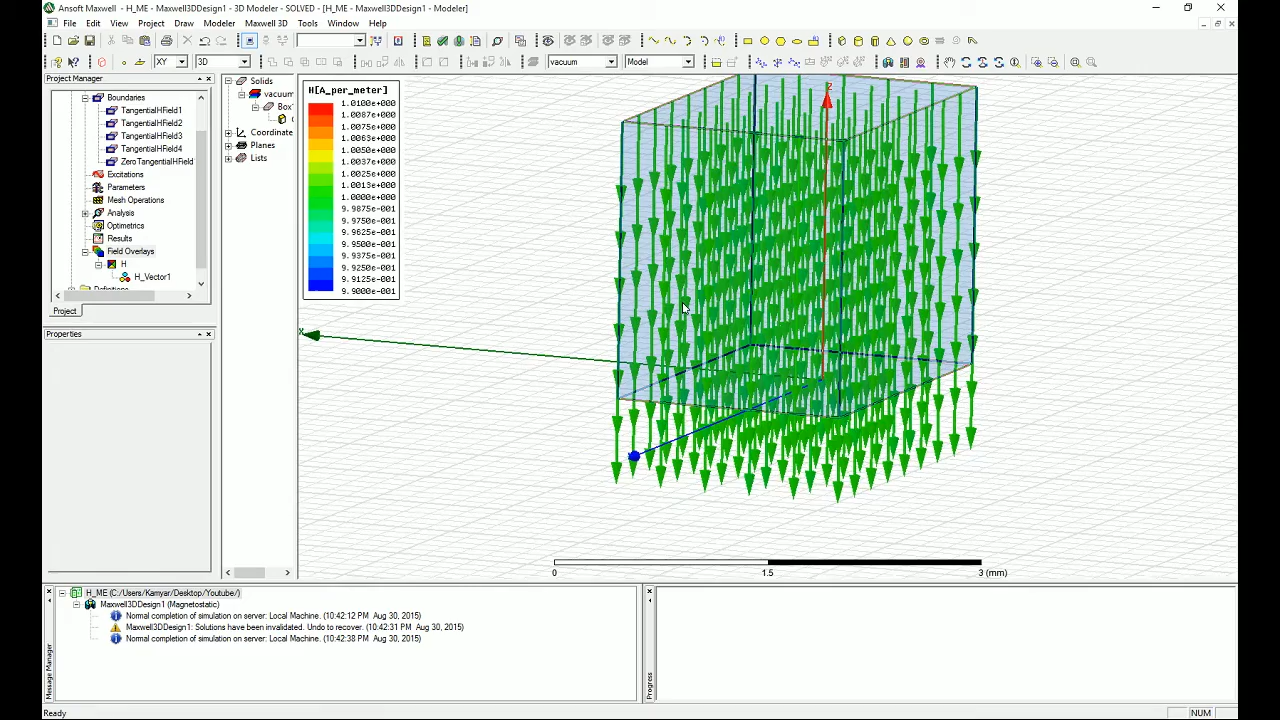 Ansoft Maxwell - H_ME - Maxwell3DDesign1 - 3D Modeler - SOLVED - [H_ME - Maxwell3DDesign1 - Modeler]
File Edit View Project Draw Modeler Maxwell 3D Tools Window Help
XY 3D vacuum Model
Project Manager
Boundaries
TangentialHField1
TangentialHField2
TangentialHField3
TangentialHField4
ZeroTangentialHField
Excitations
Parameters
Mesh Operations
Analysis
Optimetrics
Results
Field Overlays
H
H_Vector1
Project
Properties
Solids
vacuum
Box
Coordinate
Planes
Lists
H[A_per_meter]
1.0100e+000
1.0087e+000
1.0075e+000
1.0063e+000
1.0050e+000
1.0037e+000
1.0025e+000
1.0013e+000
1.0000e+000
9.9875e-001
9.9750e-001
9.9625e-001
9.9500e-001
9.9375e-001
9.9250e-001
9.9125e-001
9.9000e-001
Z
X
0 1.5 3 (mm)
H_ME (C:/Users/Kamyar/Desktop/Youtube/)
Maxwell3DDesign1 (Magnetostatic)
Normal completion of simulation on server: Local Machine. (10:42:12 PM Aug 30, 2015)
Maxwell3DDesign1: Solutions have been invalidated. Undo to recover. (10:42:31 PM Aug 30, 2015)
Normal completion of simulation on server: Local Machine. (10:42:38 PM Aug 30, 2015)
Message Manager
Progress
Ready
NUM